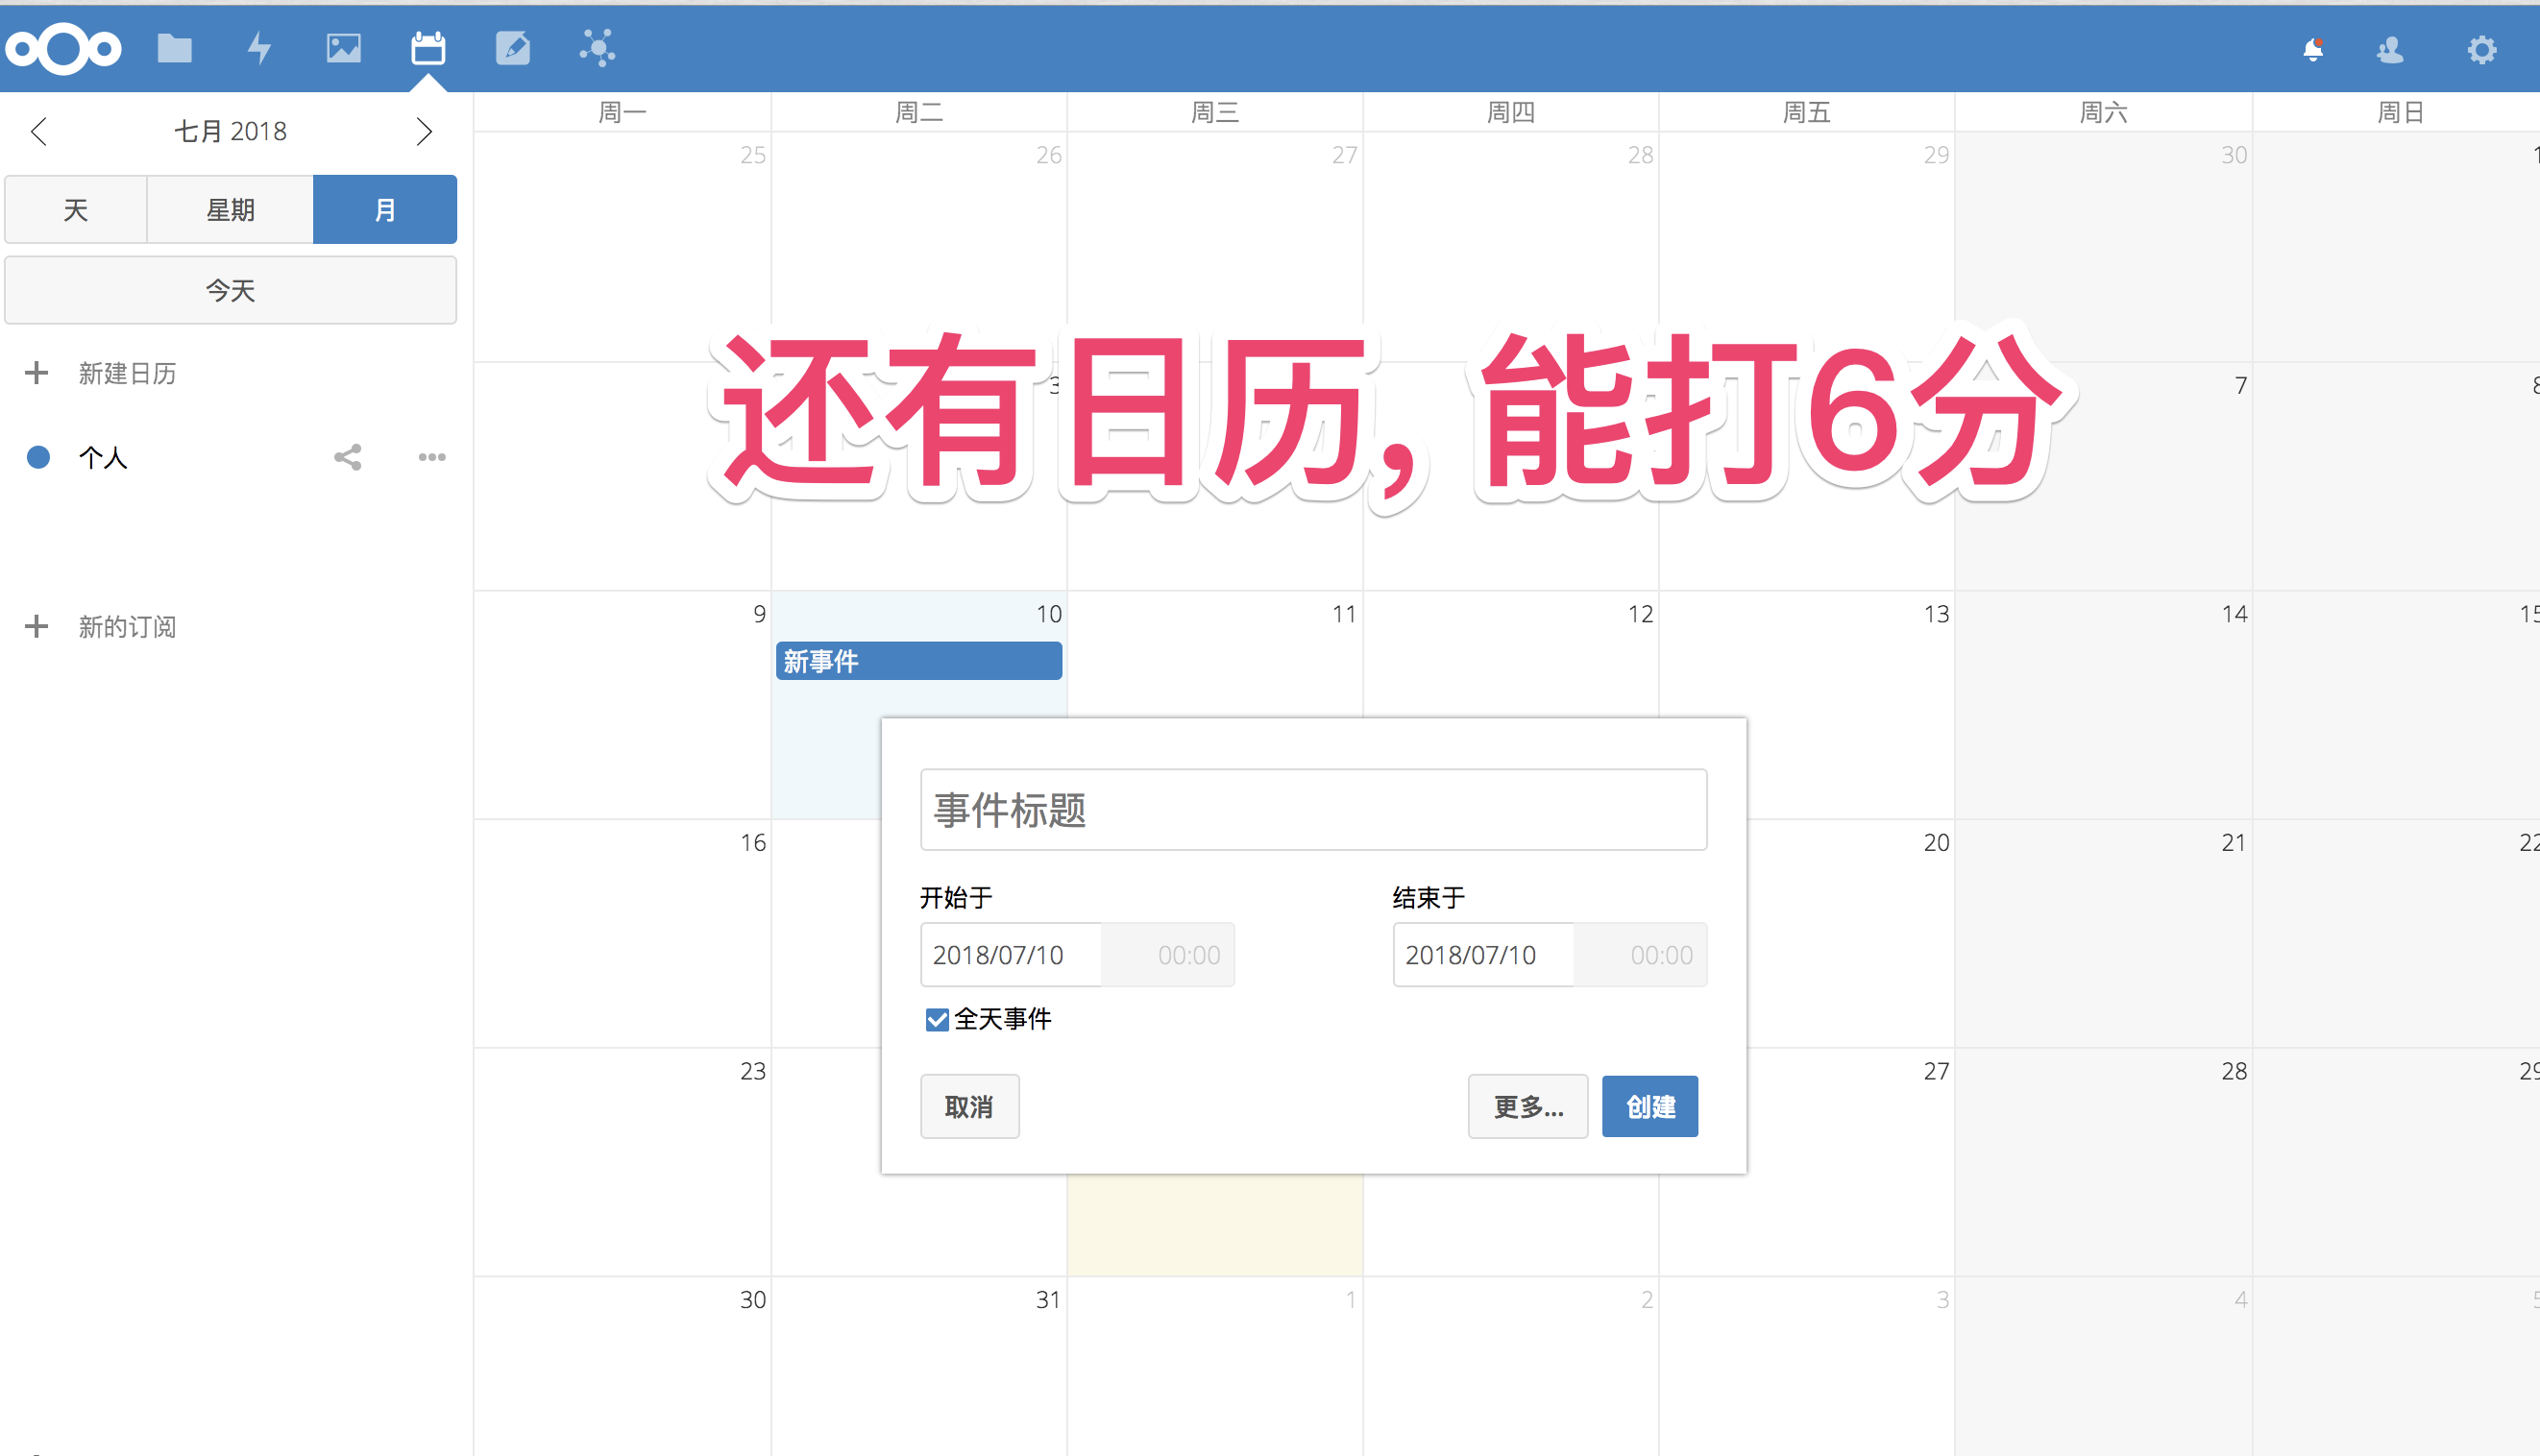 七月 2018
天 星期 月
今天
新建日历
个人
新的订阅
周一 周二 周三 周四 周五 周六 周日
25 26 27 28 29 30
还有日历, 能打6分
3 7
9 10 11 12 13 14 15
新事件
16 20 21 22
事件标题
开始于 结束于
2018/07/10 00:00 2018/07/10 00:00
全天事件
23 27 28 29
取消 更多... 创建
30 31 1 2 3 4